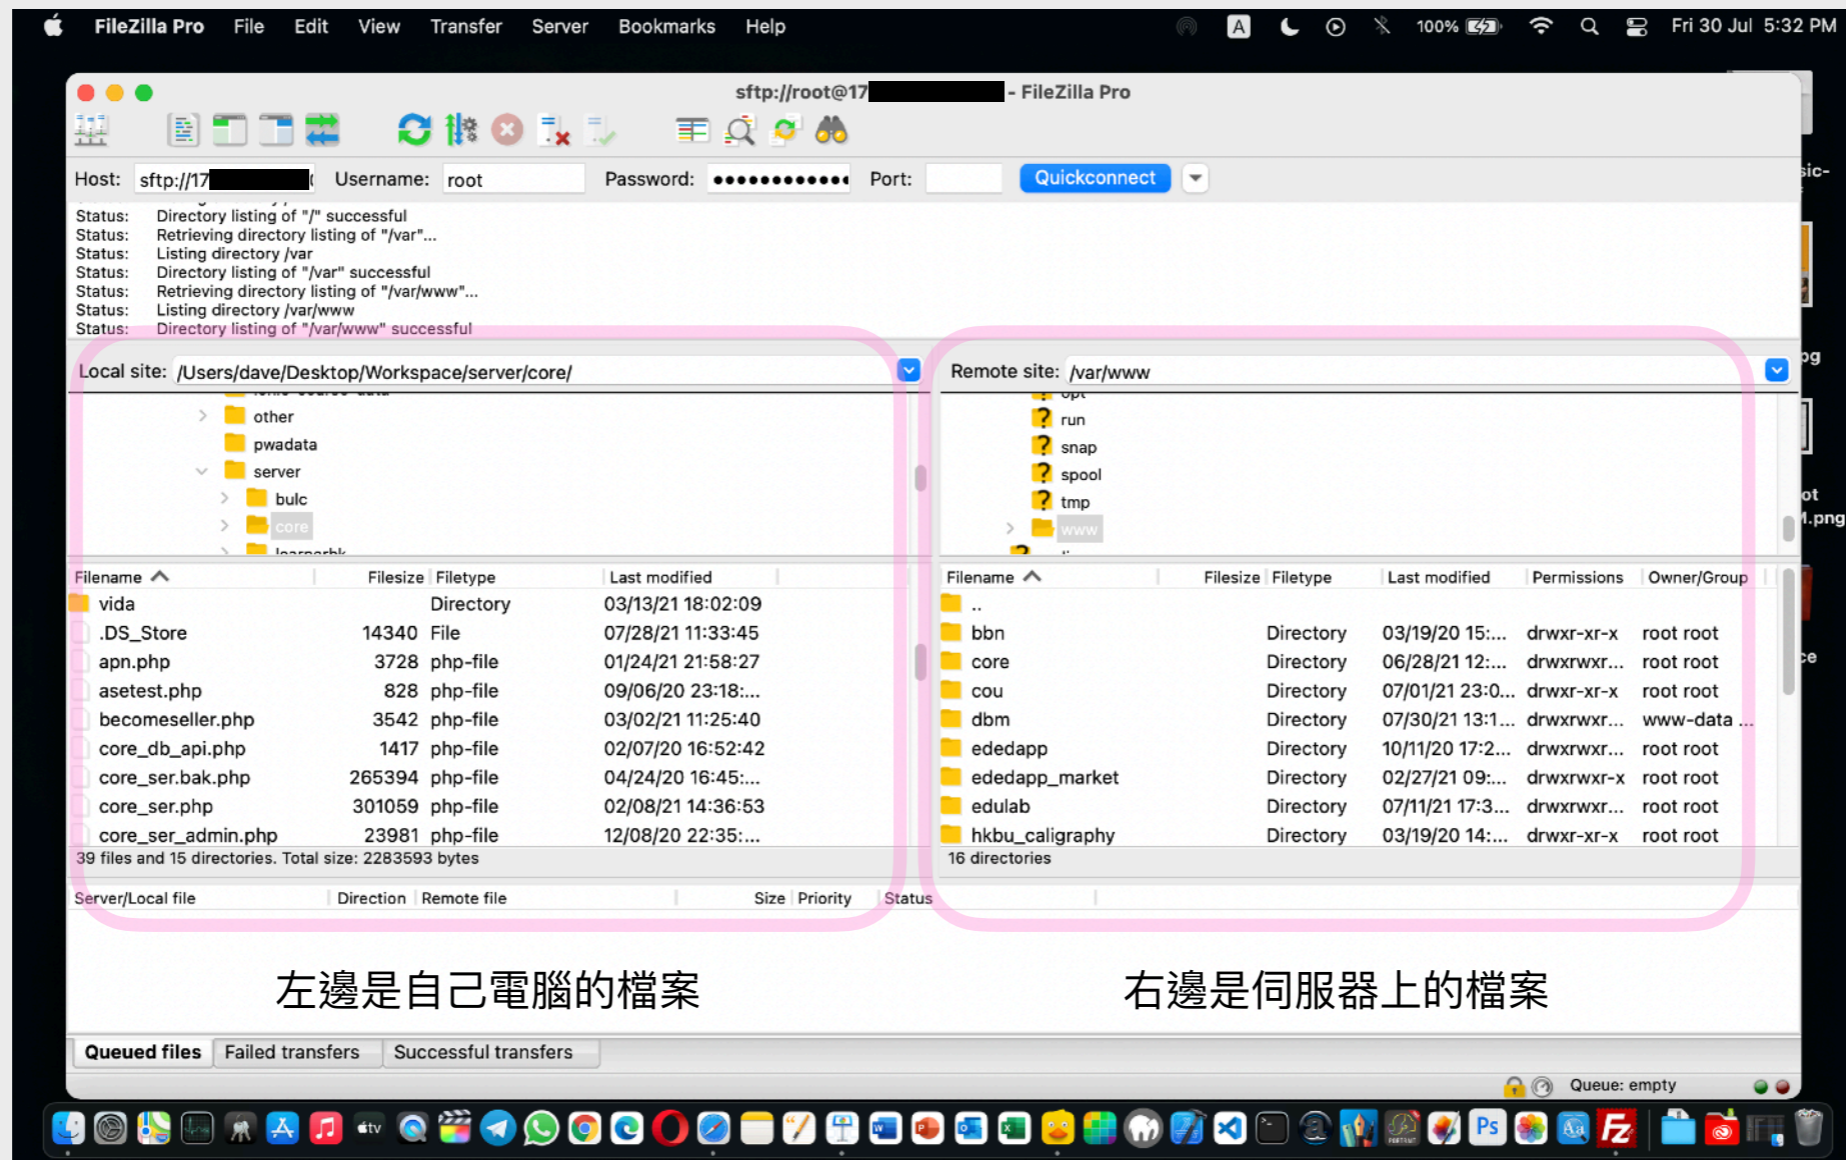 FileZilla Pro File Edit View Transfer Server Bookmarks Help A 100% Fri 30 Jul 5:32 PM
sftp://root@17 - FileZilla Pro
Host: sftp://17 Username: root Password: •••••••••••• Port: Quickconnect
Status: Directory listing of "/" successful
Status: Retrieving directory listing of "/var"...
Status: Listing directory /var
Status: Directory listing of "/var" successful
Status: Retrieving directory listing of "/var/www"...
Status: Listing directory /var/www
Status: Directory listing of "/var/www" successful
Local site: /Users/dave/Desktop/Workspace/server/core/
other
pwadata
server
bulc
core
Filename Filesize Filetype Last modified
vida Directory 03/13/21 18:02:09
.DS_Store 14340 File 07/28/21 11:33:45
apn.php 3728 php-file 01/24/21 21:58:27
asetest.php 828 php-file 09/06/20 23:18:...
becomeseller.php 3542 php-file 03/02/21 11:25:40
core_db_api.php 1417 php-file 02/07/20 16:52:42
core_ser.bak.php 265394 php-file 04/24/20 16:45:...
core_ser.php 301059 php-file 02/08/21 14:36:53
core_ser_admin.php 23981 php-file 12/08/20 22:35:...
39 files and 15 directories. Total size: 2283593 bytes
Remote site: /var/www
opt
run
snap
spool
tmp
www
Filename Filesize Filetype Last modified Permissions Owner/Group
..
bbn Directory 03/19/20 15:... drwxr-xr-x root root
core Directory 06/28/21 12:... drwxrwxr... root root
cou Directory 07/01/21 23:0... drwxr-xr-x root root
dbm Directory 07/30/21 13:1... drwxrwxr... www-data ...
ededapp Directory 10/11/20 17:2... drwxrwxr... root root
ededapp_market Directory 02/27/21 09:... drwxrwxr-x root root
edulab Directory 07/11/21 17:3... drwxrwxr... root root
hkbu_caligraphy Directory 03/19/20 14:... drwxr-xr-x root root
16 directories
Server/Local file Direction Remote file Size Priority Status
左邊是自己電腦的檔案
右邊是伺服器上的檔案
Queued files Failed transfers Successful transfers
Queue: empty
sic-
pg
ot
M.png
ce
tv
Ps
Fz